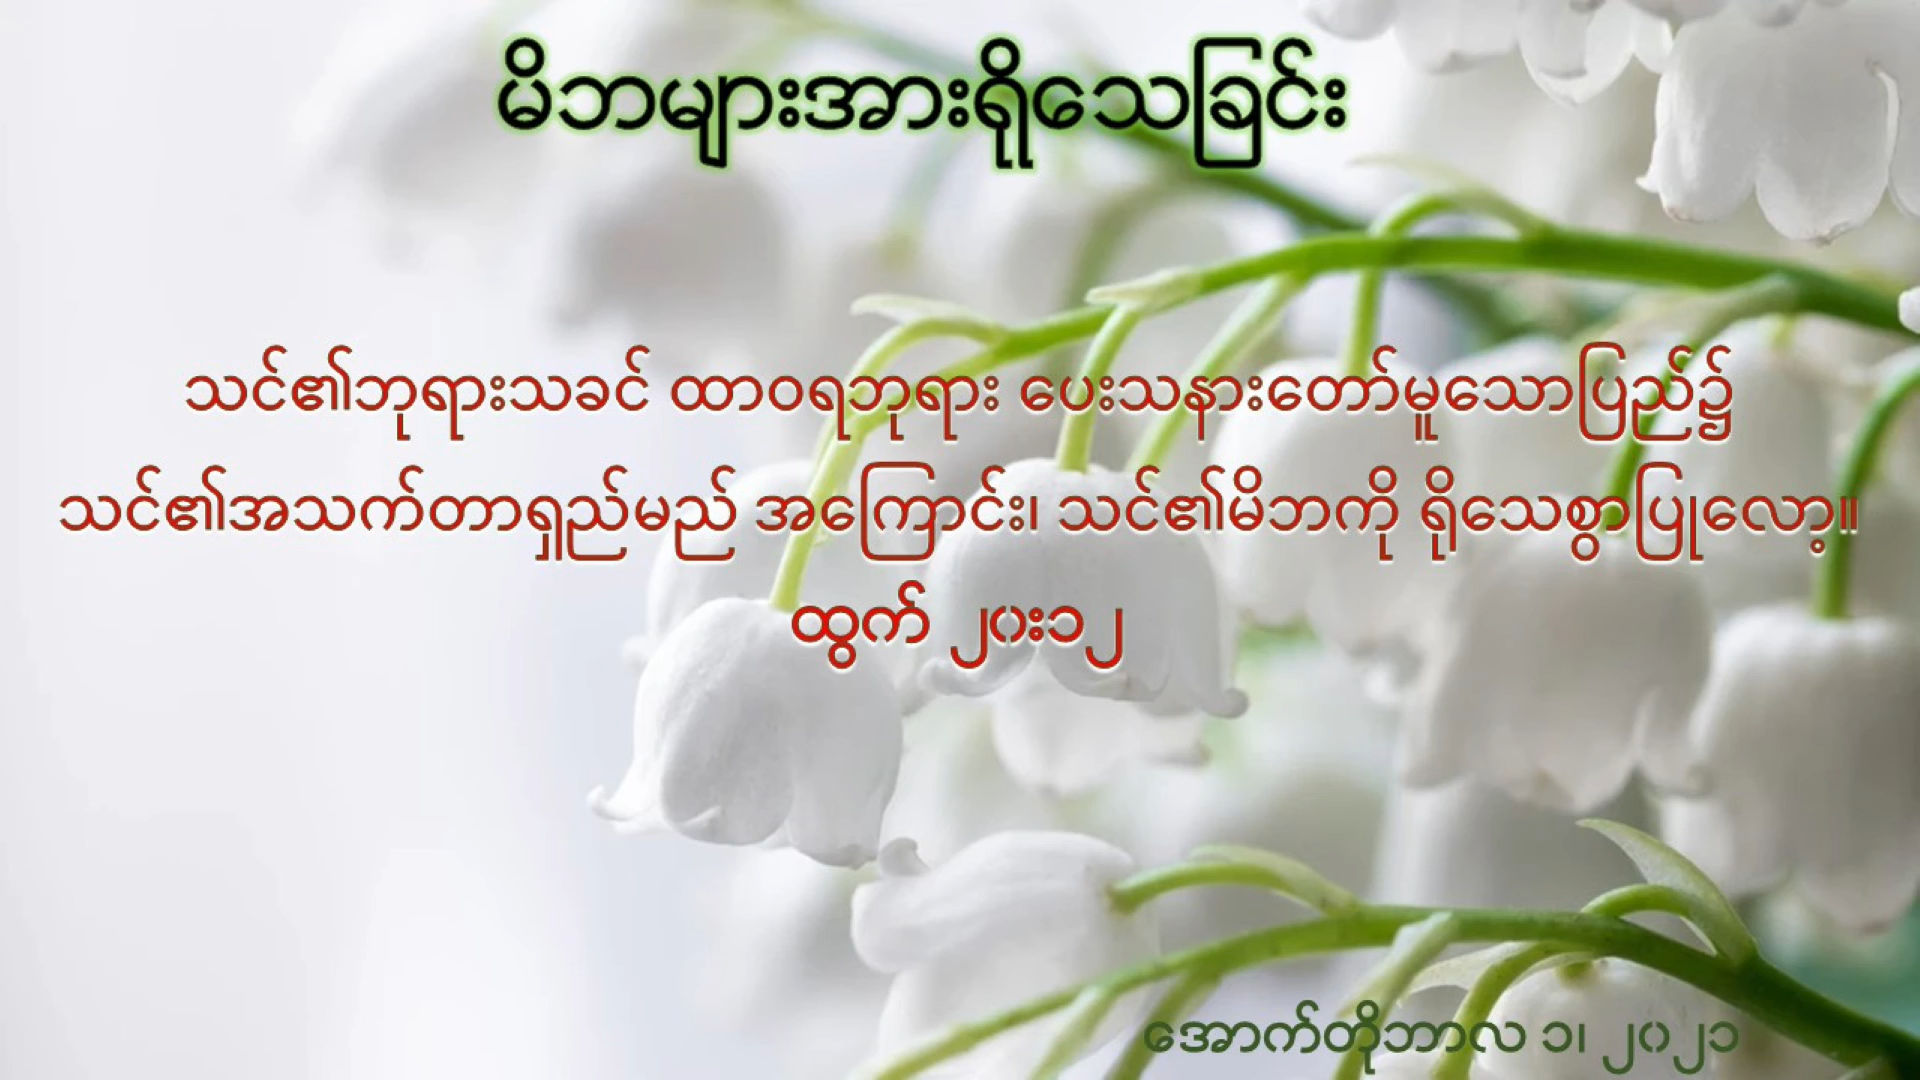 မိဘများအားရိုသေခြင်း
သင်၏ဘုရားသခင် ထာဝရဘုရား ပေးသနားတော်မူသောပြည်၌
သင်၏အသက်တာရှည်မည် အကြောင်း၊ သင်၏မိဘကို ရိုသေစွာပြုလော့။
ထွက် ၂၀း၁၂
အောက်တိုဘာလ ၁၊ ၂၀၂၁